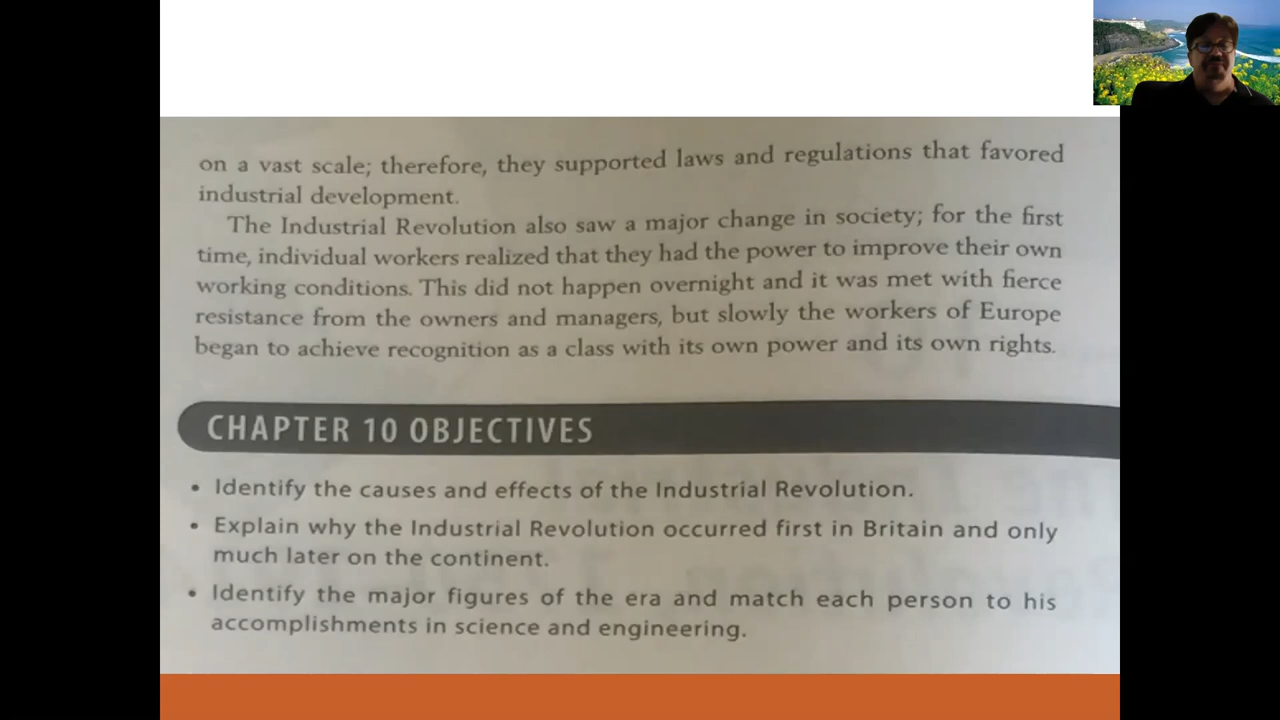 on a vast scale; therefore, they supported laws and regulations that favored
industrial development.
The Industrial Revolution also saw a major change in society; for the first
time, individual workers realized that they had the power to improve their own
working conditions. This did not happen overnight and it was met with fierce
resistance from the owners and managers, but slowly the workers of Europe
began to achieve recognition as a class with its own power and its own rights.
CHAPTER 10 OBJECTIVES
• Identify the causes and effects of the Industrial Revolution.
• Explain why the Industrial Revolution occurred first in Britain and only
much later on the continent.
• Identify the major figures of the era and match each person to his
accomplishments in science and engineering.